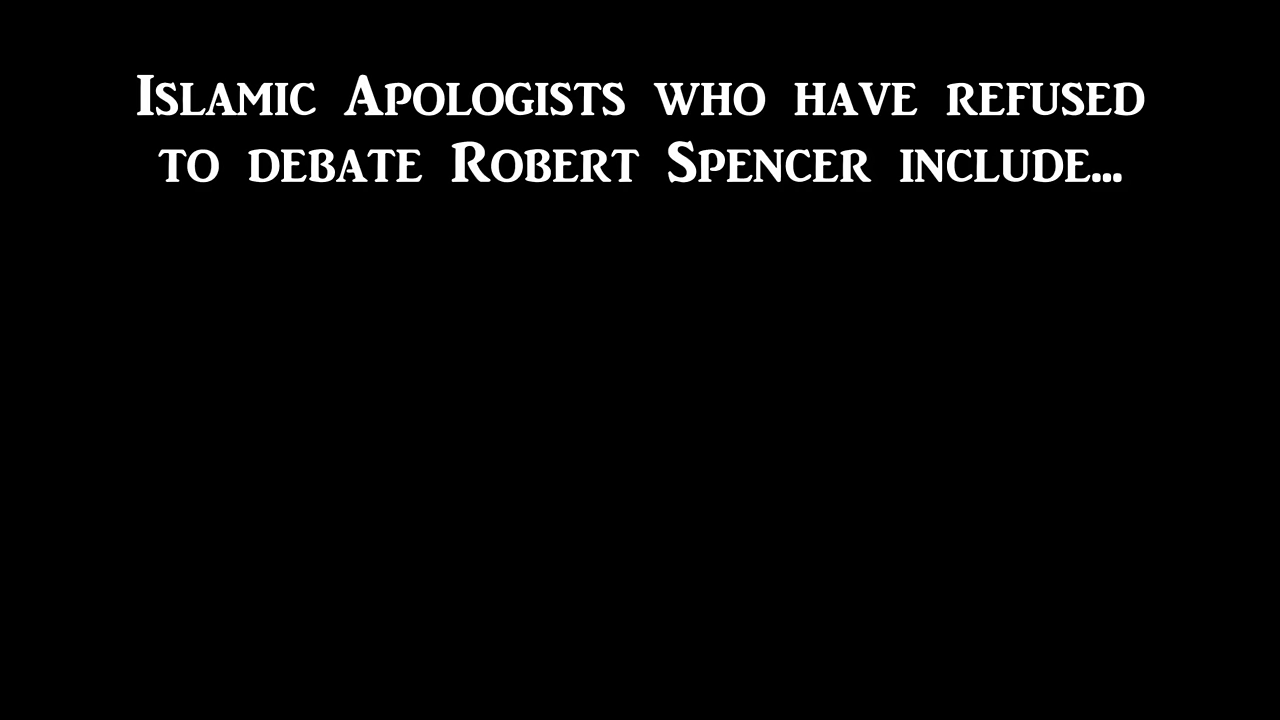 Islamic Apologists who have refused
to debate Robert Spencer include...